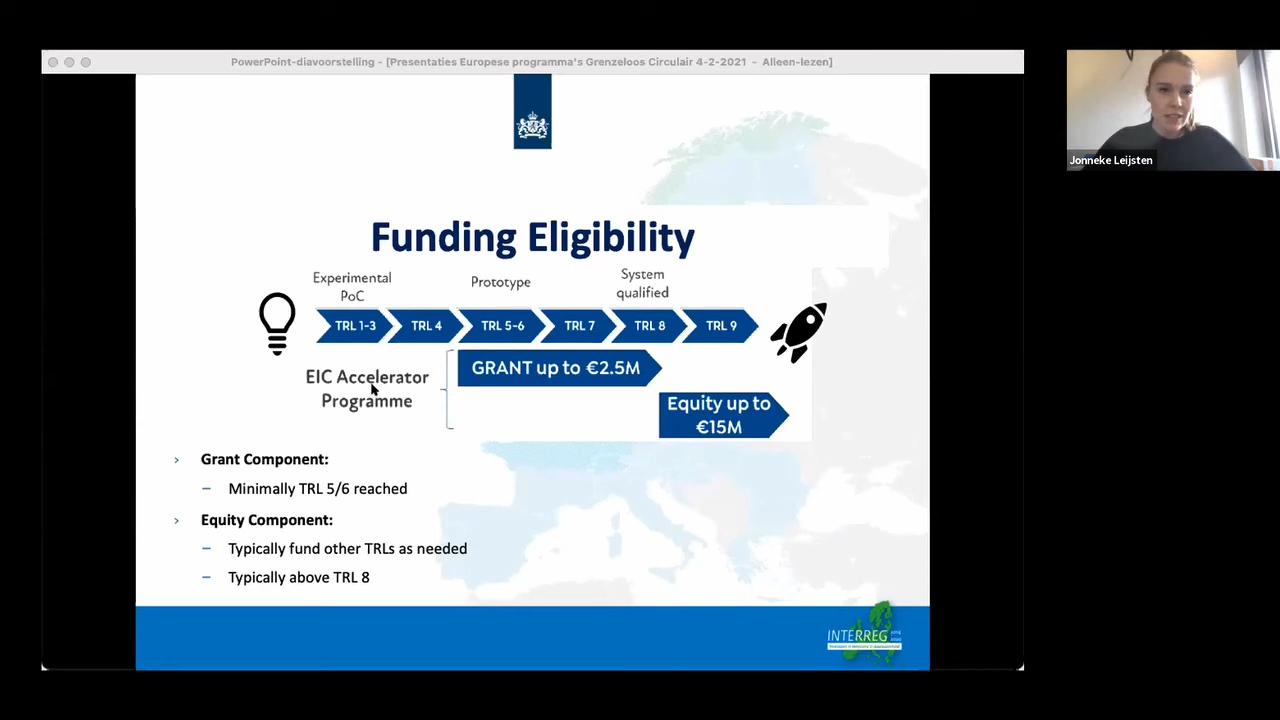 PowerPoint-diavoorstelling - [Presentaties Europese programma's Grenzeloos Circulair 4-2-2021 - Alleen-lezen]
Jonneke Leijsten
Funding Eligibility
Experimental
PoC
Prototype
System
qualified
TRL 1-3
TRL 4
TRL 5-6
TRL 7
TRL 8
TRL 9
EIC Accelerator
Programme
GRANT up to €2.5M
Equity up to
€15M
› Grant Component:
– Minimally TRL 5/6 reached
› Equity Component:
– Typically fund other TRLs as needed
– Typically above TRL 8
INTERREG